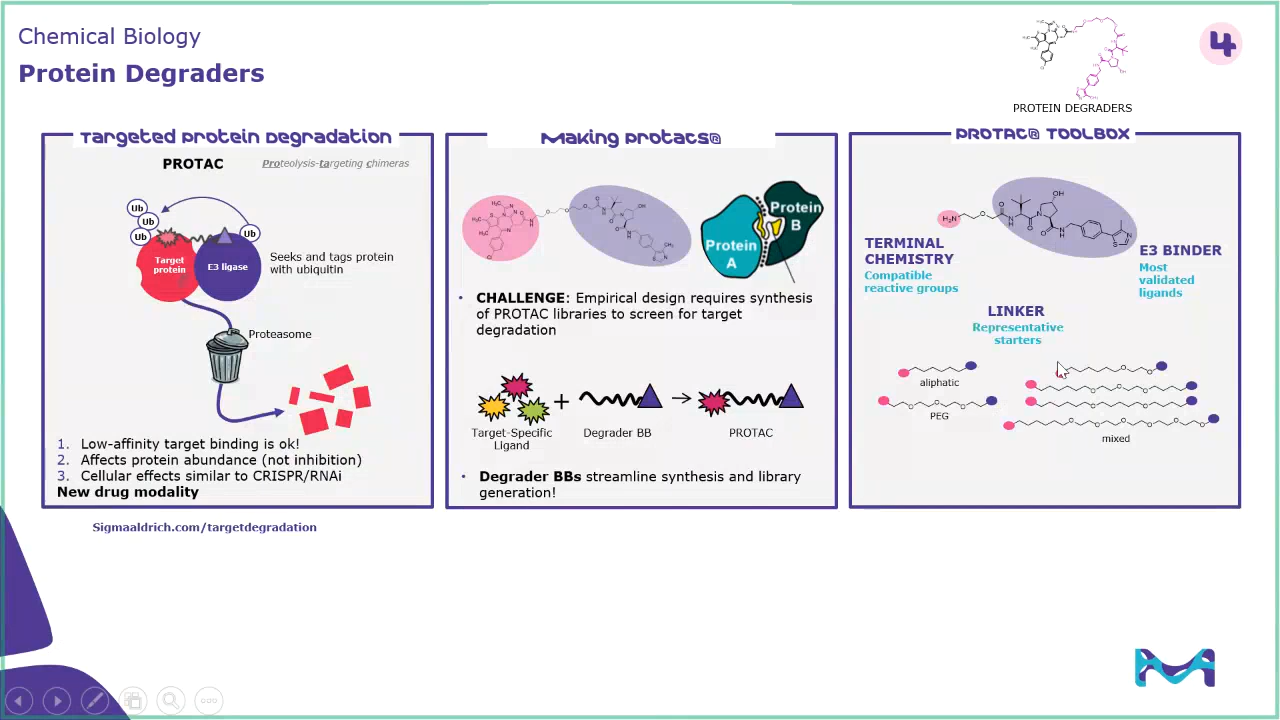 Chemical Biology
Protein Degraders
PROTEIN DEGRADERS
4
Targeted Protein Degradation
PROTAC
Proteolysis-targeting chimeras
Ub
Ub
Ub
Ub
Target
protein
E3 ligase
Seeks and tags protein
with ubiquitin
Proteasome
1. Low-affinity target binding is ok!
2. Affects protein abundance (not inhibition)
3. Cellular effects similar to CRISPR/RNAi
New drug modality
Sigmaaldrich.com/targetdegradation
Making PROTACs®
Protein
A
Protein
B
• CHALLENGE: Empirical design requires synthesis
of PROTAC libraries to screen for target
degradation
+
Target-Specific
Ligand
Degrader BB
PROTAC
• Degrader BBs streamline synthesis and library
generation!
PROTAC® TOOLBOX
H₂N
OH
TERMINAL
CHEMISTRY
Compatible
reactive groups
E3 BINDER
Most
validated
ligands
LINKER
Representative
starters
aliphatic
PEG
mixed